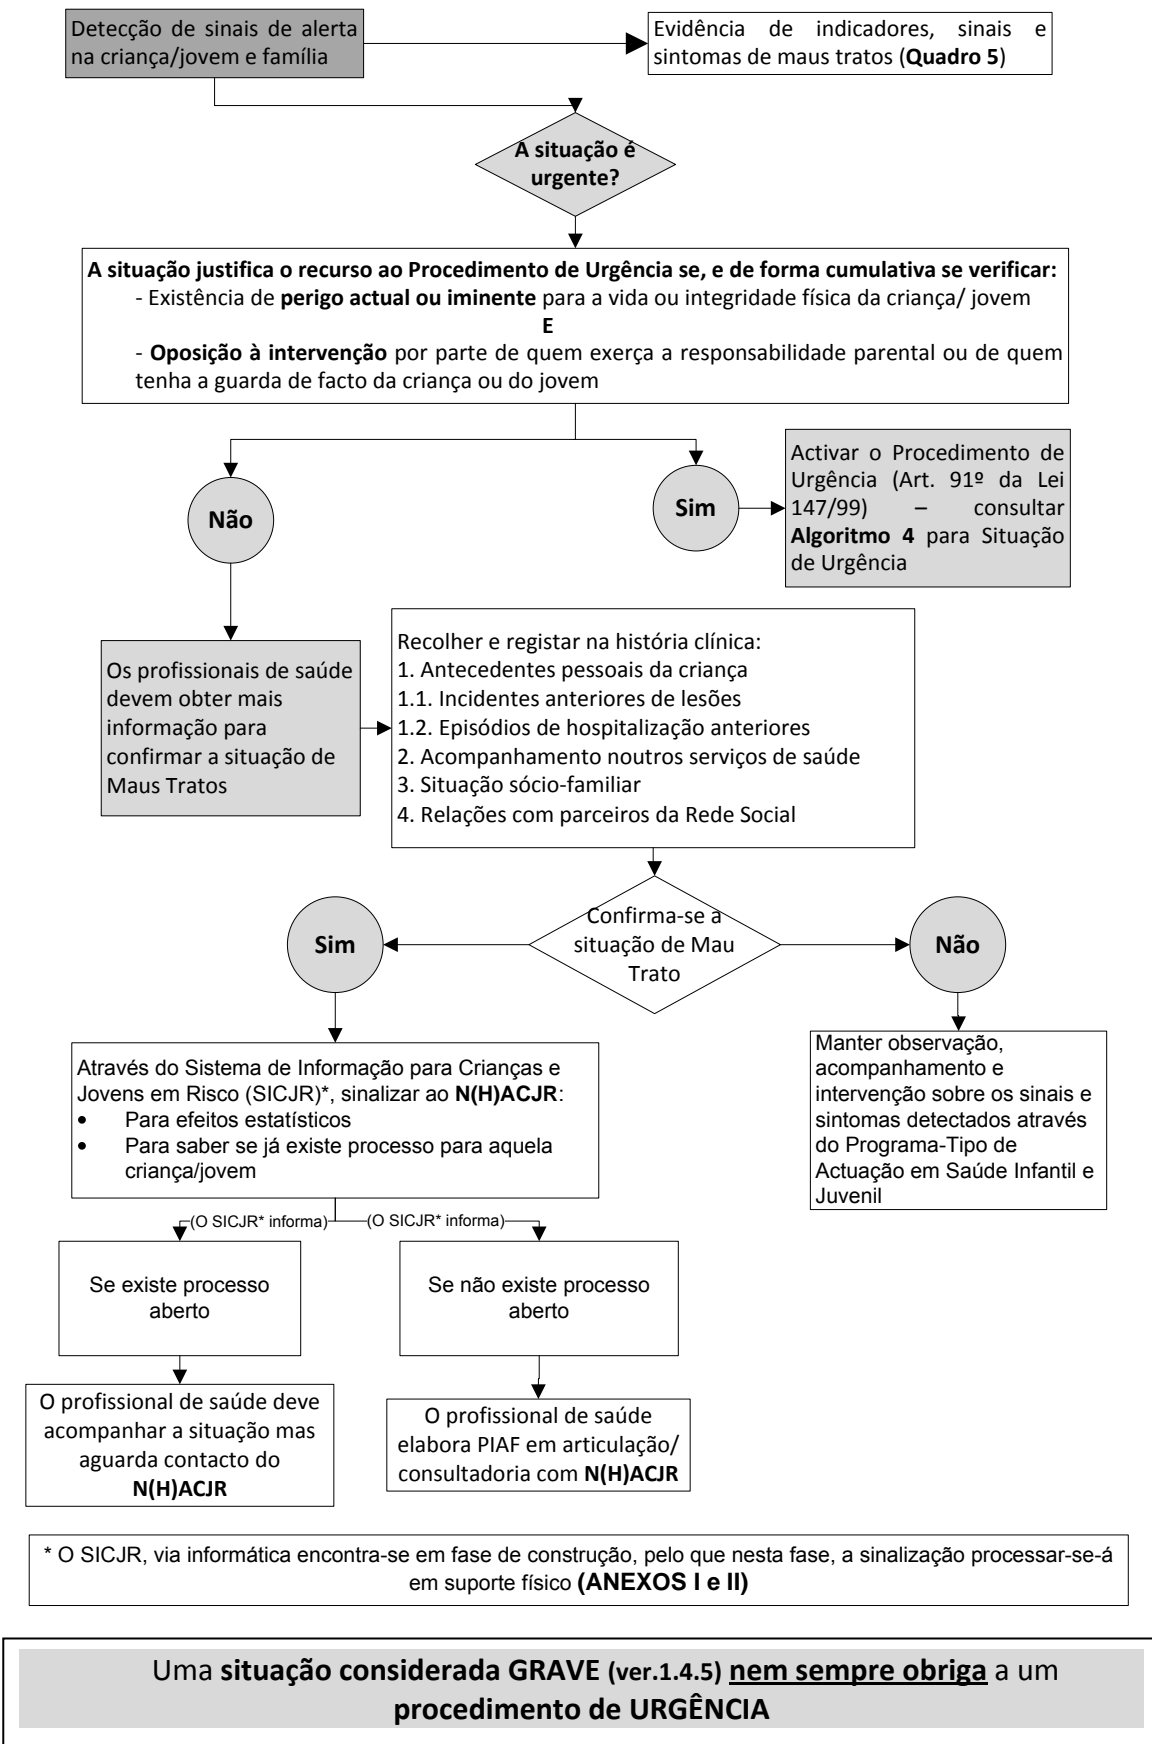 Detecção de sinais de alerta
na criança/jovem e família
Evidência de indicadores, sinais e
sintomas de maus tratos (Quadro 5)
A situação é
urgente?
A situação justifica o recurso ao Procedimento de Urgência se, e de forma cumulativa se verificar:
- Existência de perigo actual ou iminente para a vida ou integridade física da criança/ jovem
E
- Oposição à intervenção por parte de quem exerça a responsabilidade parental ou de quem
tenha a guarda de facto da criança ou do jovem
Não
Sim
Activar o Procedimento de
Urgência (Art. 91º da Lei
147/99) – consultar
Algoritmo 4 para Situação
de Urgência
Os profissionais de saúde
devem obter mais
informação para
confirmar a situação de
Maus Tratos
Recolher e registar na história clínica:
1. Antecedentes pessoais da criança
1.1. Incidentes anteriores de lesões
1.2. Episódios de hospitalização anteriores
2. Acompanhamento noutros serviços de saúde
3. Situação sócio-familiar
4. Relações com parceiros da Rede Social
Sim
Confirma-se a
situação de Mau
Trato
Não
Através do Sistema de Informação para Crianças e
Jovens em Risco (SICJR)*, sinalizar ao N(H)ACJR:
• Para efeitos estatísticos
• Para saber se já existe processo para aquela
criança/jovem
Manter observação,
acompanhamento e
intervenção sobre os sinais e
sintomas detectados através
do Programa-Tipo de
Actuação em Saúde Infantil e
Juvenil
(O SICJR* informa)
(O SICJR* informa)
Se existe processo
aberto
Se não existe processo
aberto
O profissional de saúde deve
acompanhar a situação mas
aguarda contacto do
N(H)ACJR
O profissional de saúde
elabora PIAF em articulação/
consultadoria com N(H)ACJR
* O SICJR, via informática encontra-se em fase de construção, pelo que nesta fase, a sinalização processar-se-á
em suporte físico (ANEXOS I e II)
Uma situação considerada GRAVE (ver.1.4.5) nem sempre obriga a um
procedimento de URGÊNCIA